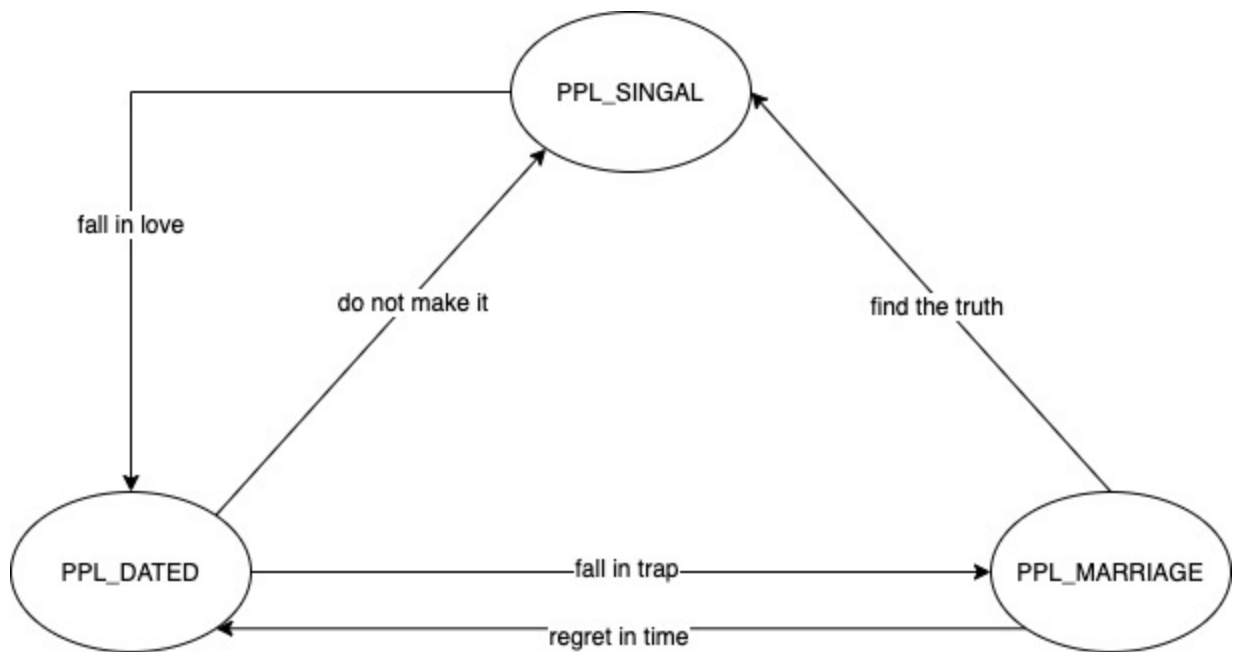 PPL_SINGAL
fall in love
do not make it
find the truth
PPL_DATED
fall in trap
PPL_MARRIAGE
regret in time